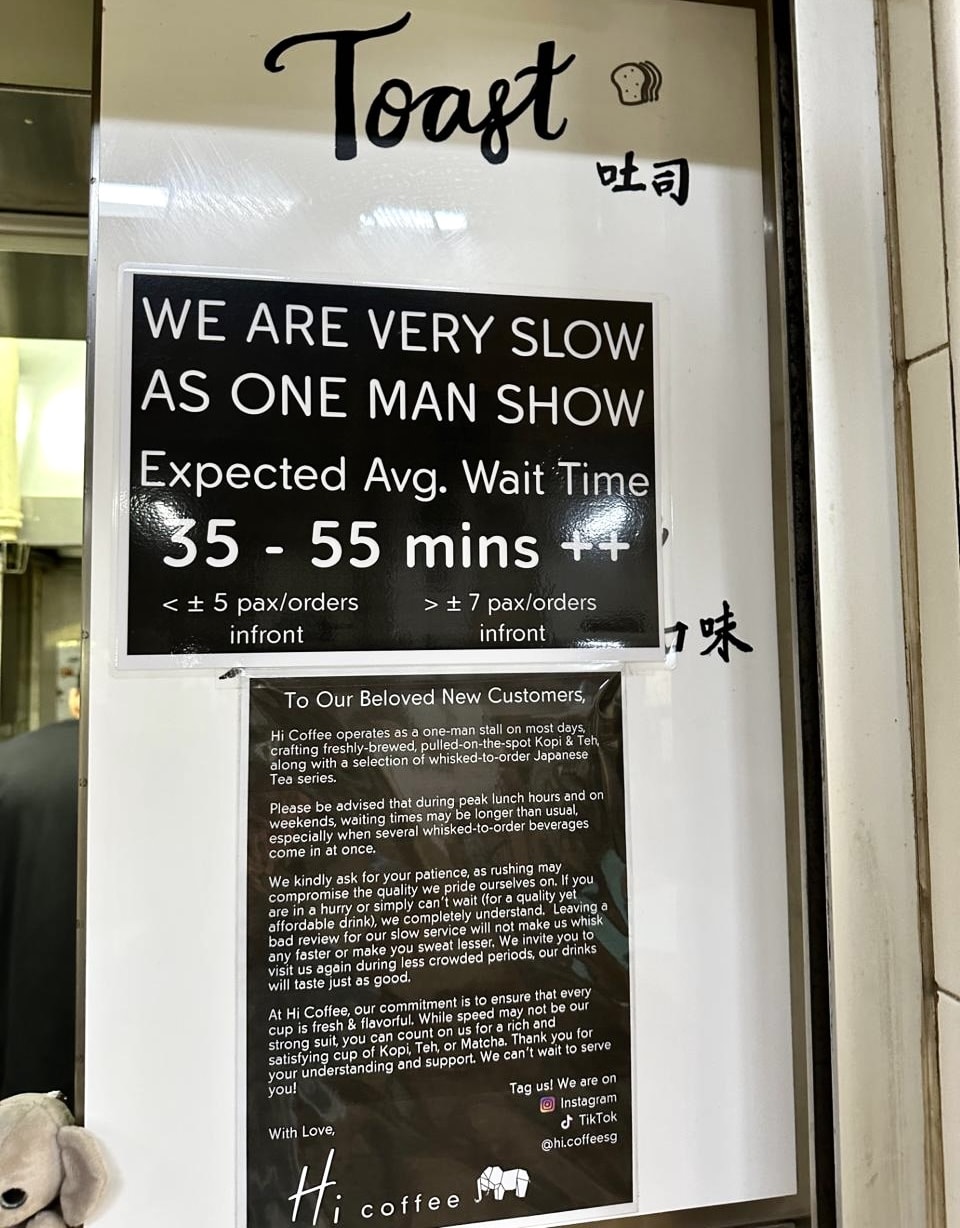 Toast
吐司
WE ARE VERY SLOW
AS ONE MAN SHOW
Expected Avg. Wait Time
35 - 55 mins ++
< ± 5 pax/orders
infront
> ± 7 pax/orders
infront
味
To Our Beloved New Customers,
Hi Coffee operates as a one-man stall on most days,
crafting freshly-brewed, pulled-on-the-spot Kopi & Teh,
along with a selection of whisked-to-order Japanese
Tea series.
Please be advised that during peak lunch hours and on
weekends, waiting times may be longer than usual,
especially when several whisked-to-order beverages
come in at once.
We kindly ask for your patience, as rushing may
compromise the quality we pride ourselves on. If you
are in a hurry or simply can't wait (for a quality yet
affordable drink), we completely understand. Leaving a
bad review for our slow service will not make us whisk
any faster or make you sweat lesser. We invite you to
visit us again during less crowded periods, our drinks
will taste just as good.
At Hi Coffee, our commitment is to ensure that every
cup is fresh & flavorful. While speed may not be our
strong suit, you can count on us for a rich and
satisfying cup of Kopi, Teh, or Matcha. Thank you for
your understanding and support. We can't wait to serve
you!
Tag us! We are on
Instagram
TikTok
@hi.coffeesg
With Love,
Hi coffee